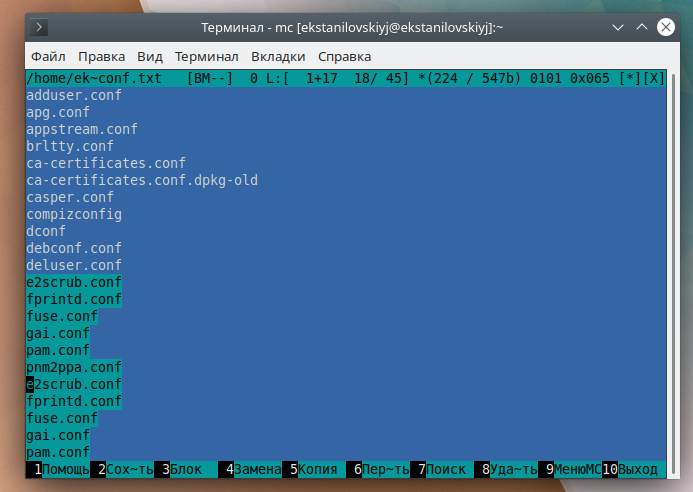 Терминал - mc [ekstanilovskiyj@ekstanilovskiyj]:~
Файл Правка Вид Терминал Вкладки Справка
/home/ek~conf.txt [BM--] 0 L:[ 1+17 18/ 45] *(224 / 547b) 0101 0x065 [*][X]
adduser.conf
apg.conf
appstream.conf
brltty.conf
ca-certificates.conf
ca-certificates.conf.dpkg-old
casper.conf
compizconfig
dconf
debconf.conf
deluser.conf
e2scrub.conf
fprintd.conf
fuse.conf
gai.conf
pam.conf
pnm2ppa.conf
e2scrub.conf
fprintd.conf
fuse.conf
gai.conf
pam.conf
1Помощь 2Сох~ть 3Блок 4Замена 5Копия 6Пер~ть 7Поиск 8Уда~ть 9МенюMC 10Выход